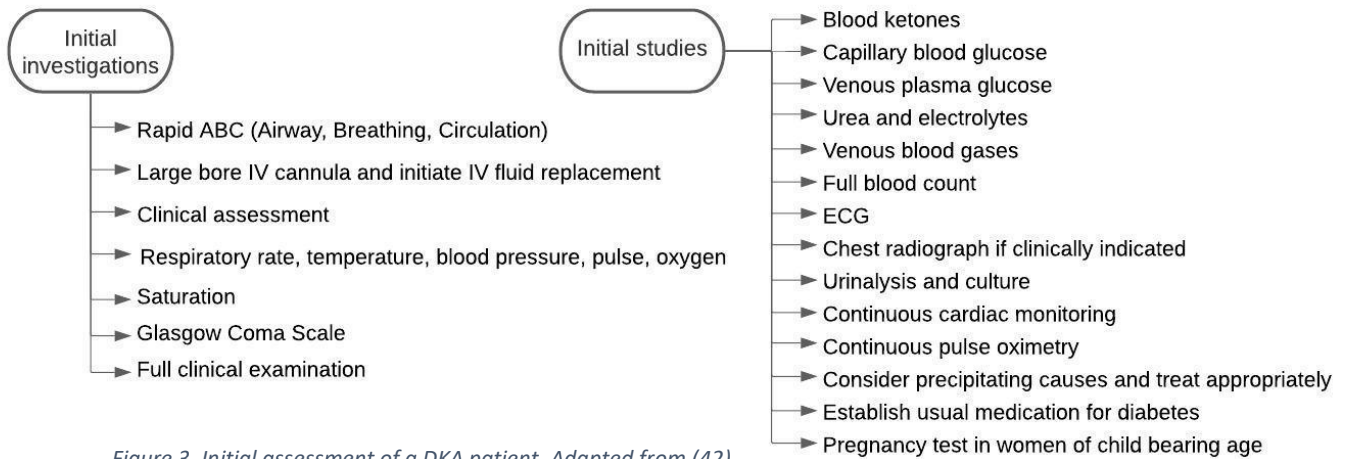 Initial
investigations
Rapid ABC (Airway, Breathing, Circulation)
Large bore IV cannula and initiate IV fluid replacement
Clinical assessment
Respiratory rate, temperature, blood pressure, pulse, oxygen
Saturation
Glasgow Coma Scale
Full clinical examination
Initial studies
Blood ketones
Capillary blood glucose
Venous plasma glucose
Urea and electrolytes
Venous blood gases
Full blood count
ECG
Chest radiograph if clinically indicated
Urinalysis and culture
Continuous cardiac monitoring
Continuous pulse oximetry
Consider precipitating causes and treat appropriately
Establish usual medication for diabetes
Pregnancy test in women of child bearing age
Figure 3. Initial assessment of a DKA patient. Adapted from (42)